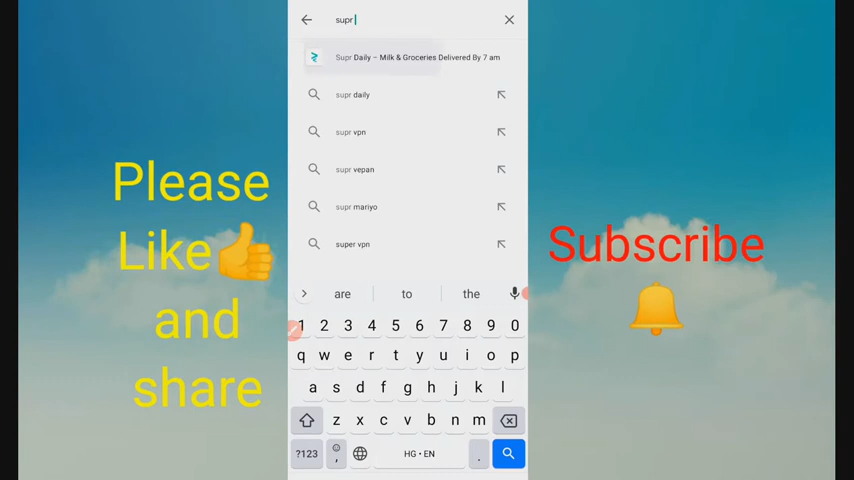 supr
Supr Daily – Milk & Groceries Delivered By 7 am
supr daily
supr vpn
supr vepan
supr mariyo
super vpn
are to the
1 2 3 4 5 6 7 8 9 0
q w e r t y u i o p
a s d f g h j k l
z x c v b n m
?123 , HG • EN .
Please
Like👍
and
share
Subscribe
🔔